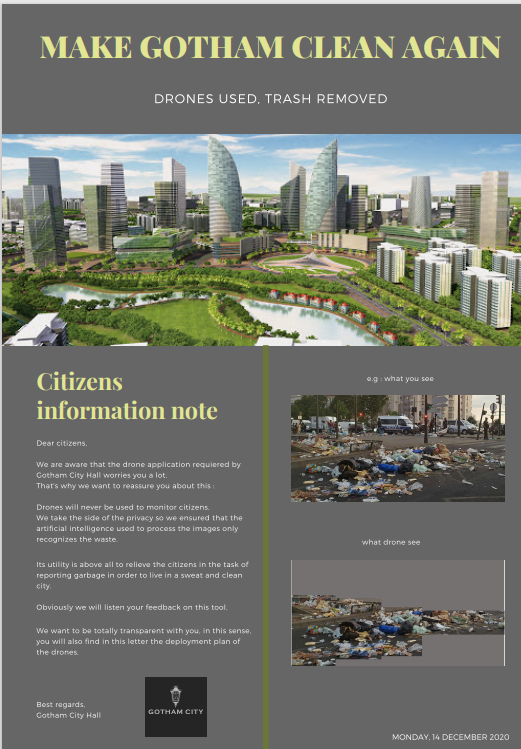 MAKE GOTHAM CLEAN AGAIN
DRONES USED, TRASH REMOVED
Citizens
information note
Dear citizens,
We are aware that the drone application requiered by
Gotham City Hall worries you a lot.
That's why we want to reassure you about this :
Drones will never be used to monitor citizens.
We take the side of the privacy so we ensured that the
artificial intelligence used to process the images only
recognizes the waste.
Its utility is above all to relieve the citizens in the task of
reporting garbage in order to live in a sweat and clean
city.
Obviously we will listen your feedback on this tool.
We want to be totally transparent with you, in this sense,
you will also find in this letter the deployment plan of
the drones.
Best regards,
Gotham City Hall
GOTHAM CITY
e.g : what you see
what drone see
MONDAY, 14 DECEMBER 2020